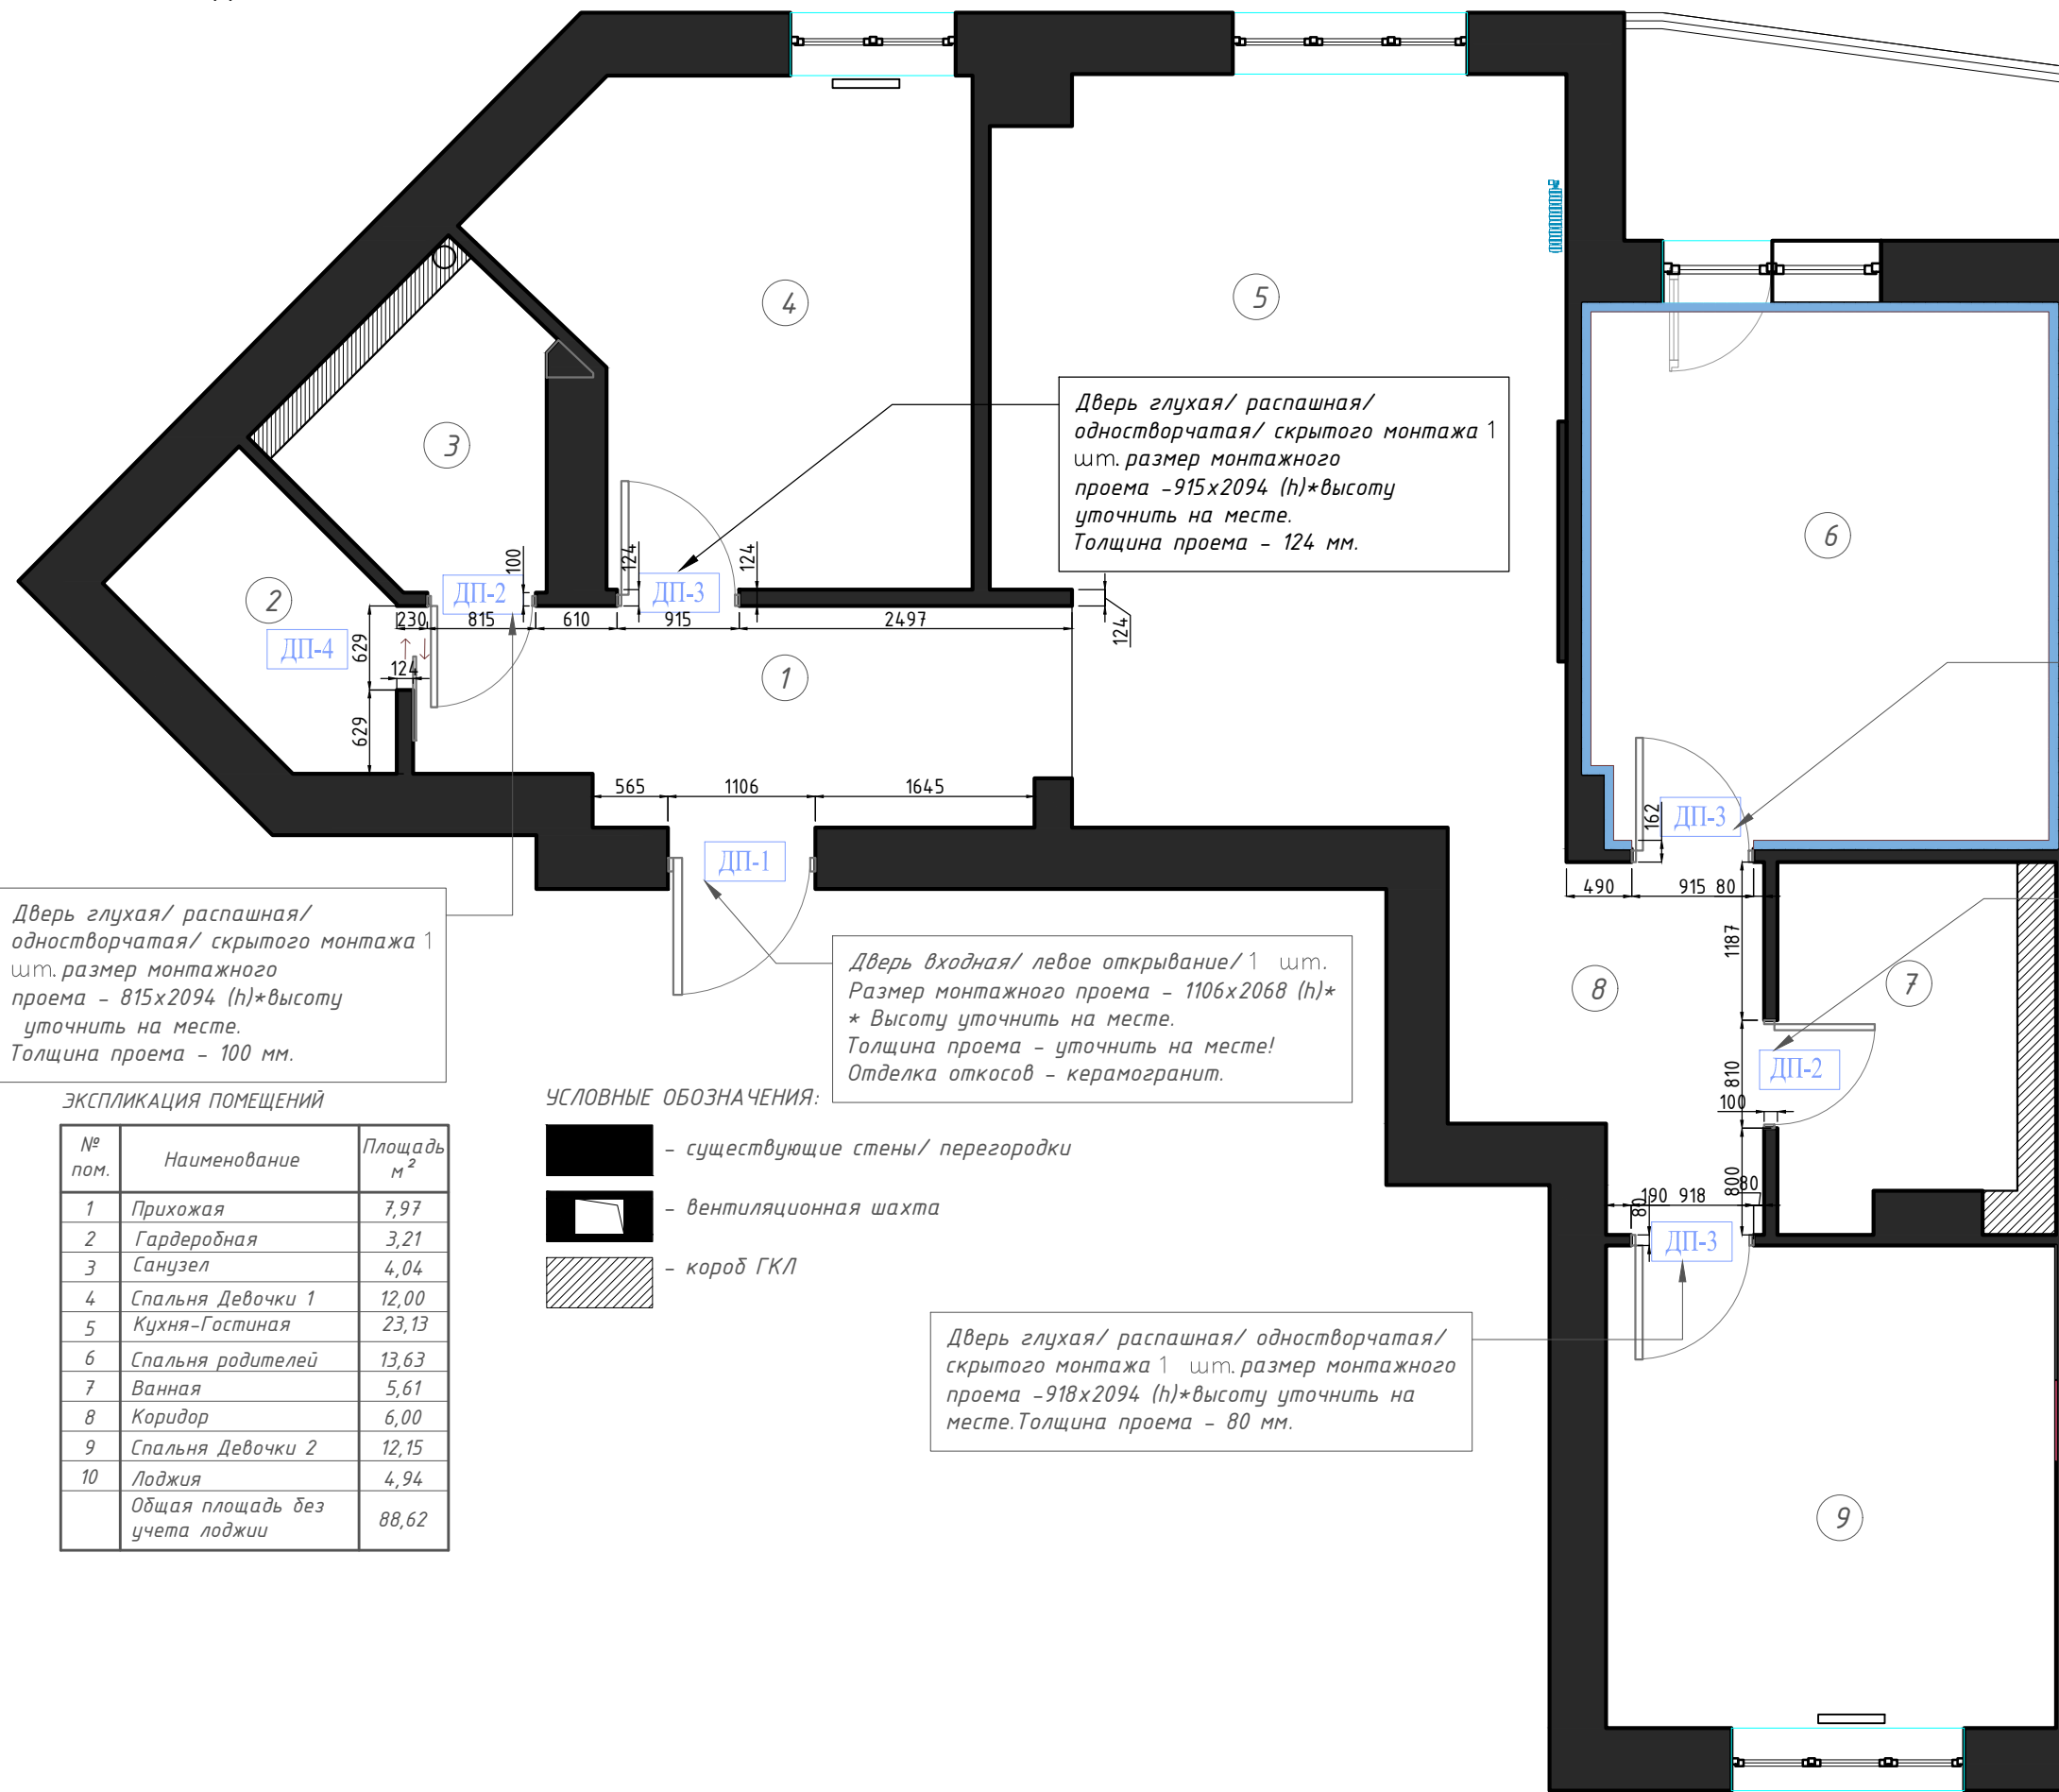 4
5
Дверь глухая/ распашная/
одностворчатая/ скрытого монтажа 1
шт. размер монтажного
проема -915х2094 (h)*высоту
уточнить на месте.
Толщина проема - 124 мм.
3
6
2
ДП-4
ДП-2
ДП-3
100
124
124
124
230
815
610
915
2497
629
124
629
1
565
1106
1645
ДП-1
ДП-3
162
490
915
80
1187
8
7
810
ДП-2
100
800
190
918
80
80
ДП-3
9
Дверь глухая/ распашная/
одностворчатая/ скрытого монтажа 1
шт. размер монтажного
проема - 815х2094 (h)*высоту
уточнить на месте.
Толщина проема - 100 мм.
Дверь входная/ левое открывание/ 1 шт.
Размер монтажного проема - 1106х2068 (h)*
* Высоту уточнить на месте.
Толщина проема - уточнить на месте!
Отделка откосов - керамогранит.
Дверь глухая/ распашная/ одностворчатая/
скрытого монтажа 1 шт. размер монтажного
проема -918х2094 (h)*высоту уточнить на
месте.Толщина проема - 80 мм.
ЭКСПЛИКАЦИЯ ПОМЕЩЕНИЙ
№ пом. Наименование Площадь м²
1 Прихожая 7,97
2 Гардеробная 3,21
3 Санузел 4,04
4 Спальня Девочки 1 12,00
5 Кухня-Гостиная 23,13
6 Спальня родителей 13,63
7 Ванная 5,61
8 Коридор 6,00
9 Спальня Девочки 2 12,15
10 Лоджия 4,94
Общая площадь без
учета лоджии 88,62
УСЛОВНЫЕ ОБОЗНАЧЕНИЯ:
- существующие стены/ перегородки
- вентиляционная шахта
- короб ГКЛ